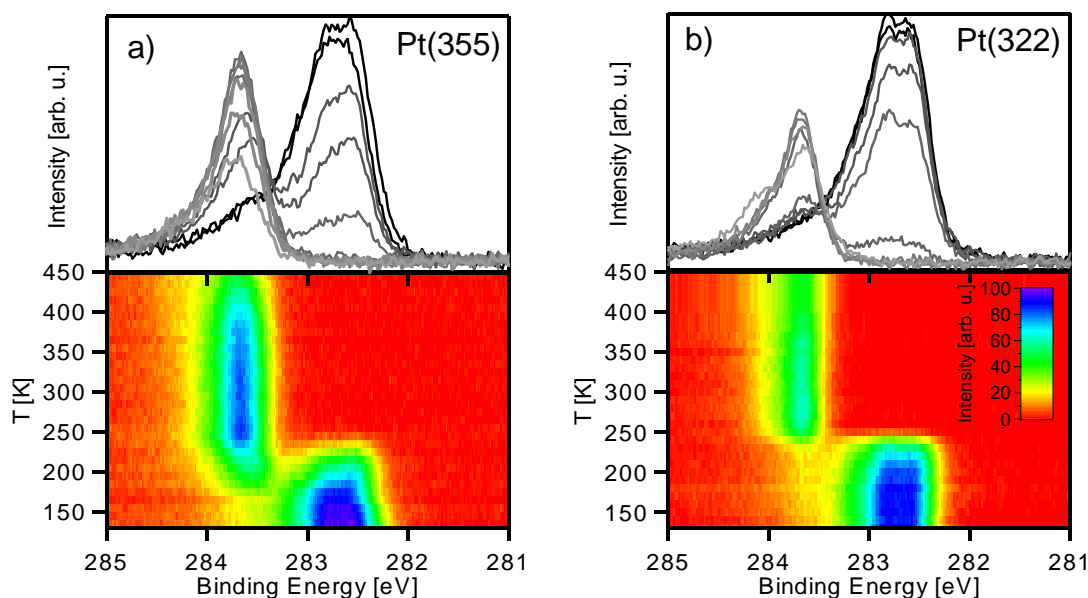 a)
Pt(355)
Intensity [arb. u.]
450
400
350
300
250
200
150
T [K]
285
284
283
282
281
Binding Energy [eV]
b)
Pt(322)
Intensity [arb. u.]
450
400
350
300
250
200
150
T [K]
100
80
60
40
20
0
Intensity [arb. u.]
285
284
283
282
281
Binding Energy [eV]